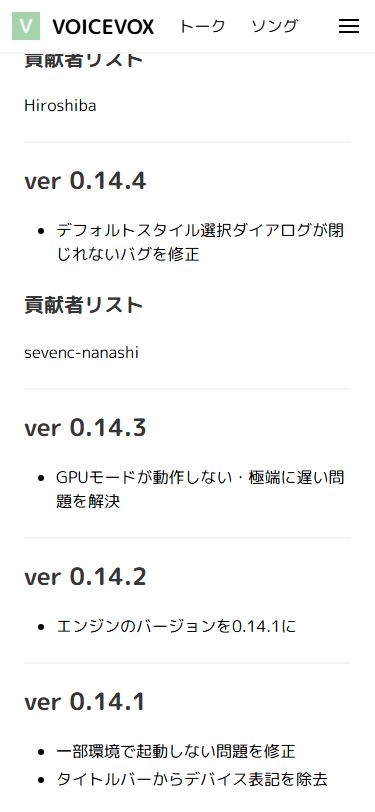 V VOICEVOX トーク ソング
貢献者リスト
Hiroshiba
ver 0.14.4
デフォルトスタイル選択ダイアログが閉
じれないバグを修正
貢献者リスト
sevenc-nanashi
ver 0.14.3
GPUモードが動作しない・極端に遅い問
題を解決
ver 0.14.2
エンジンのバージョンを0.14.1に
ver 0.14.1
一部環境で起動しない問題を修正
タイトルバーからデバイス表記を除去